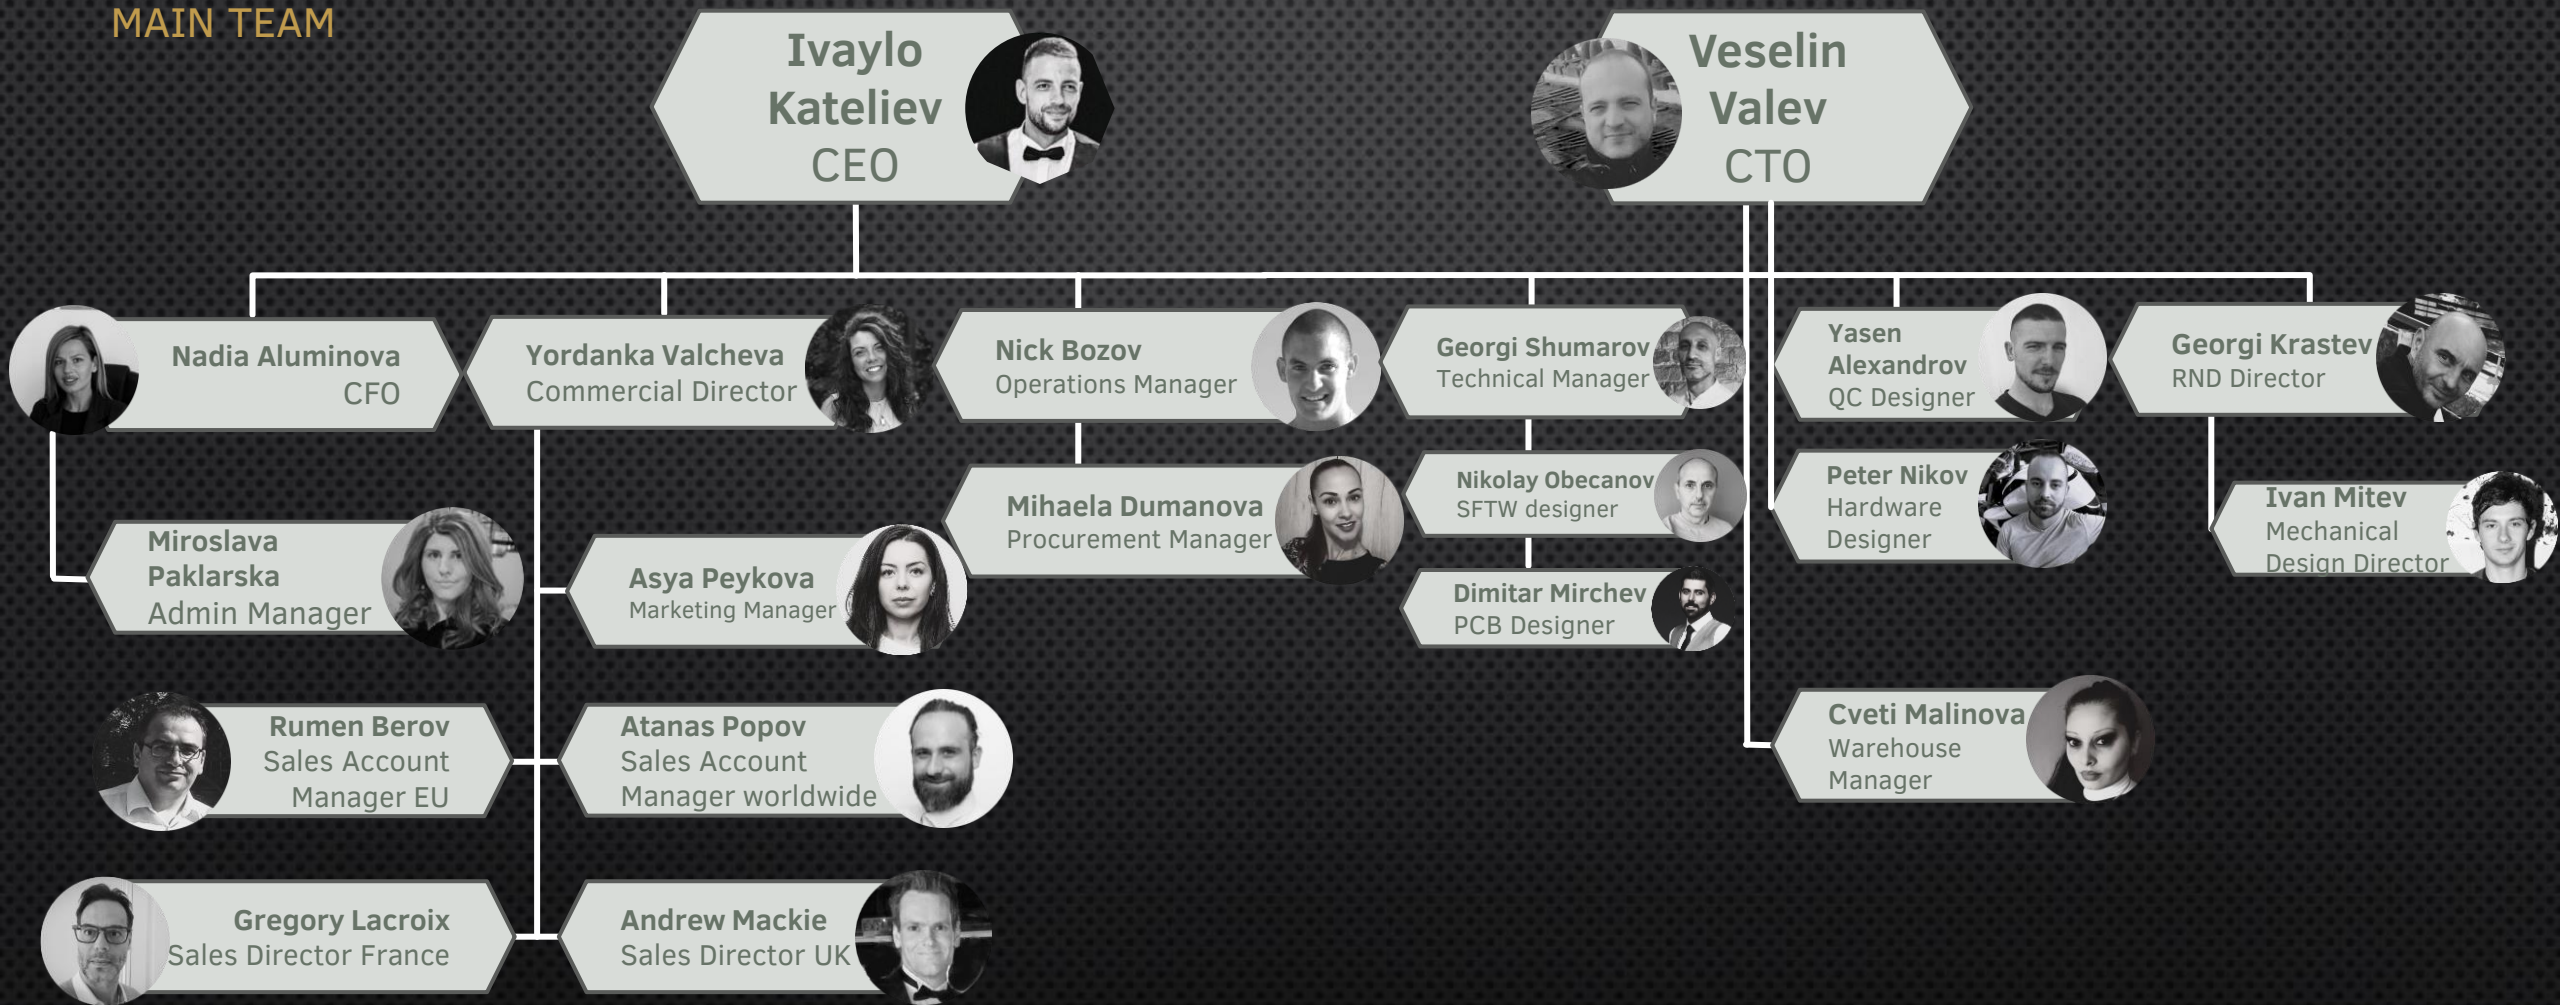 MAIN TEAM
Ivaylo
Kateliev
CEO
Veselin
Valev
CTO
Nadia Aluminova
CFO
Yordanka Valcheva
Commercial Director
Nick Bozov
Operations Manager
Georgi Shumarov
Technical Manager
Yasen
Alexandrov
QC Designer
Georgi Krastev
RND Director
Miroslava
Paklarska
Admin Manager
Asya Peykova
Marketing Manager
Mihaela Dumanova
Procurement Manager
Nikolay Obecanov
SFTW designer
Dimitar Mirchev
PCB Designer
Peter Nikov
Hardware
Designer
Ivan Mitev
Mechanical
Design Director
Rumen Berov
Sales Account
Manager EU
Atanas Popov
Sales Account
Manager worldwide
Cveti Malinova
Warehouse
Manager
Gregory Lacroix
Sales Director France
Andrew Mackie
Sales Director UK